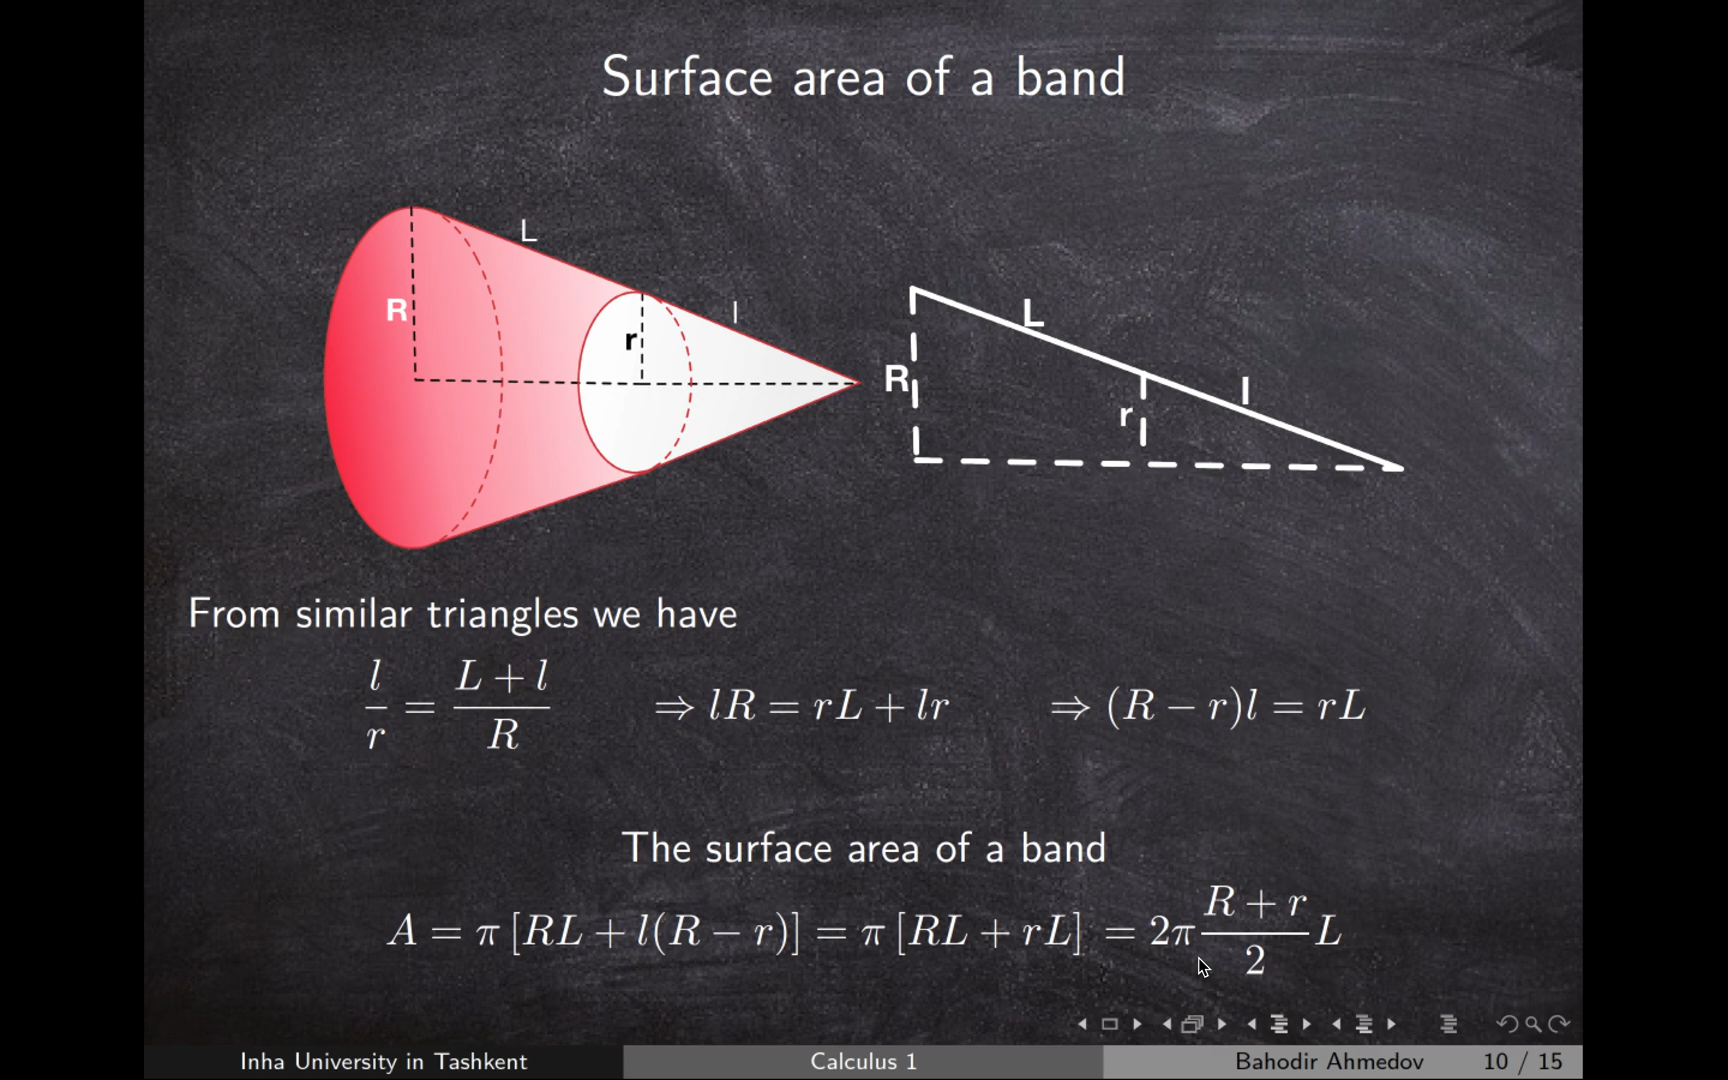 Surface area of a band
L
R
r
l
L
R
r
l
From similar triangles we have
l/r = (L + l)/R ⇒ lR = rL + lr ⇒ (R − r)l = rL
The surface area of a band
A = π [RL + l(R − r)] = π [RL + rL] = 2π (R + r)/2 L
Inha University in Tashkent Calculus 1 Bahodir Ahmedov 10 / 15